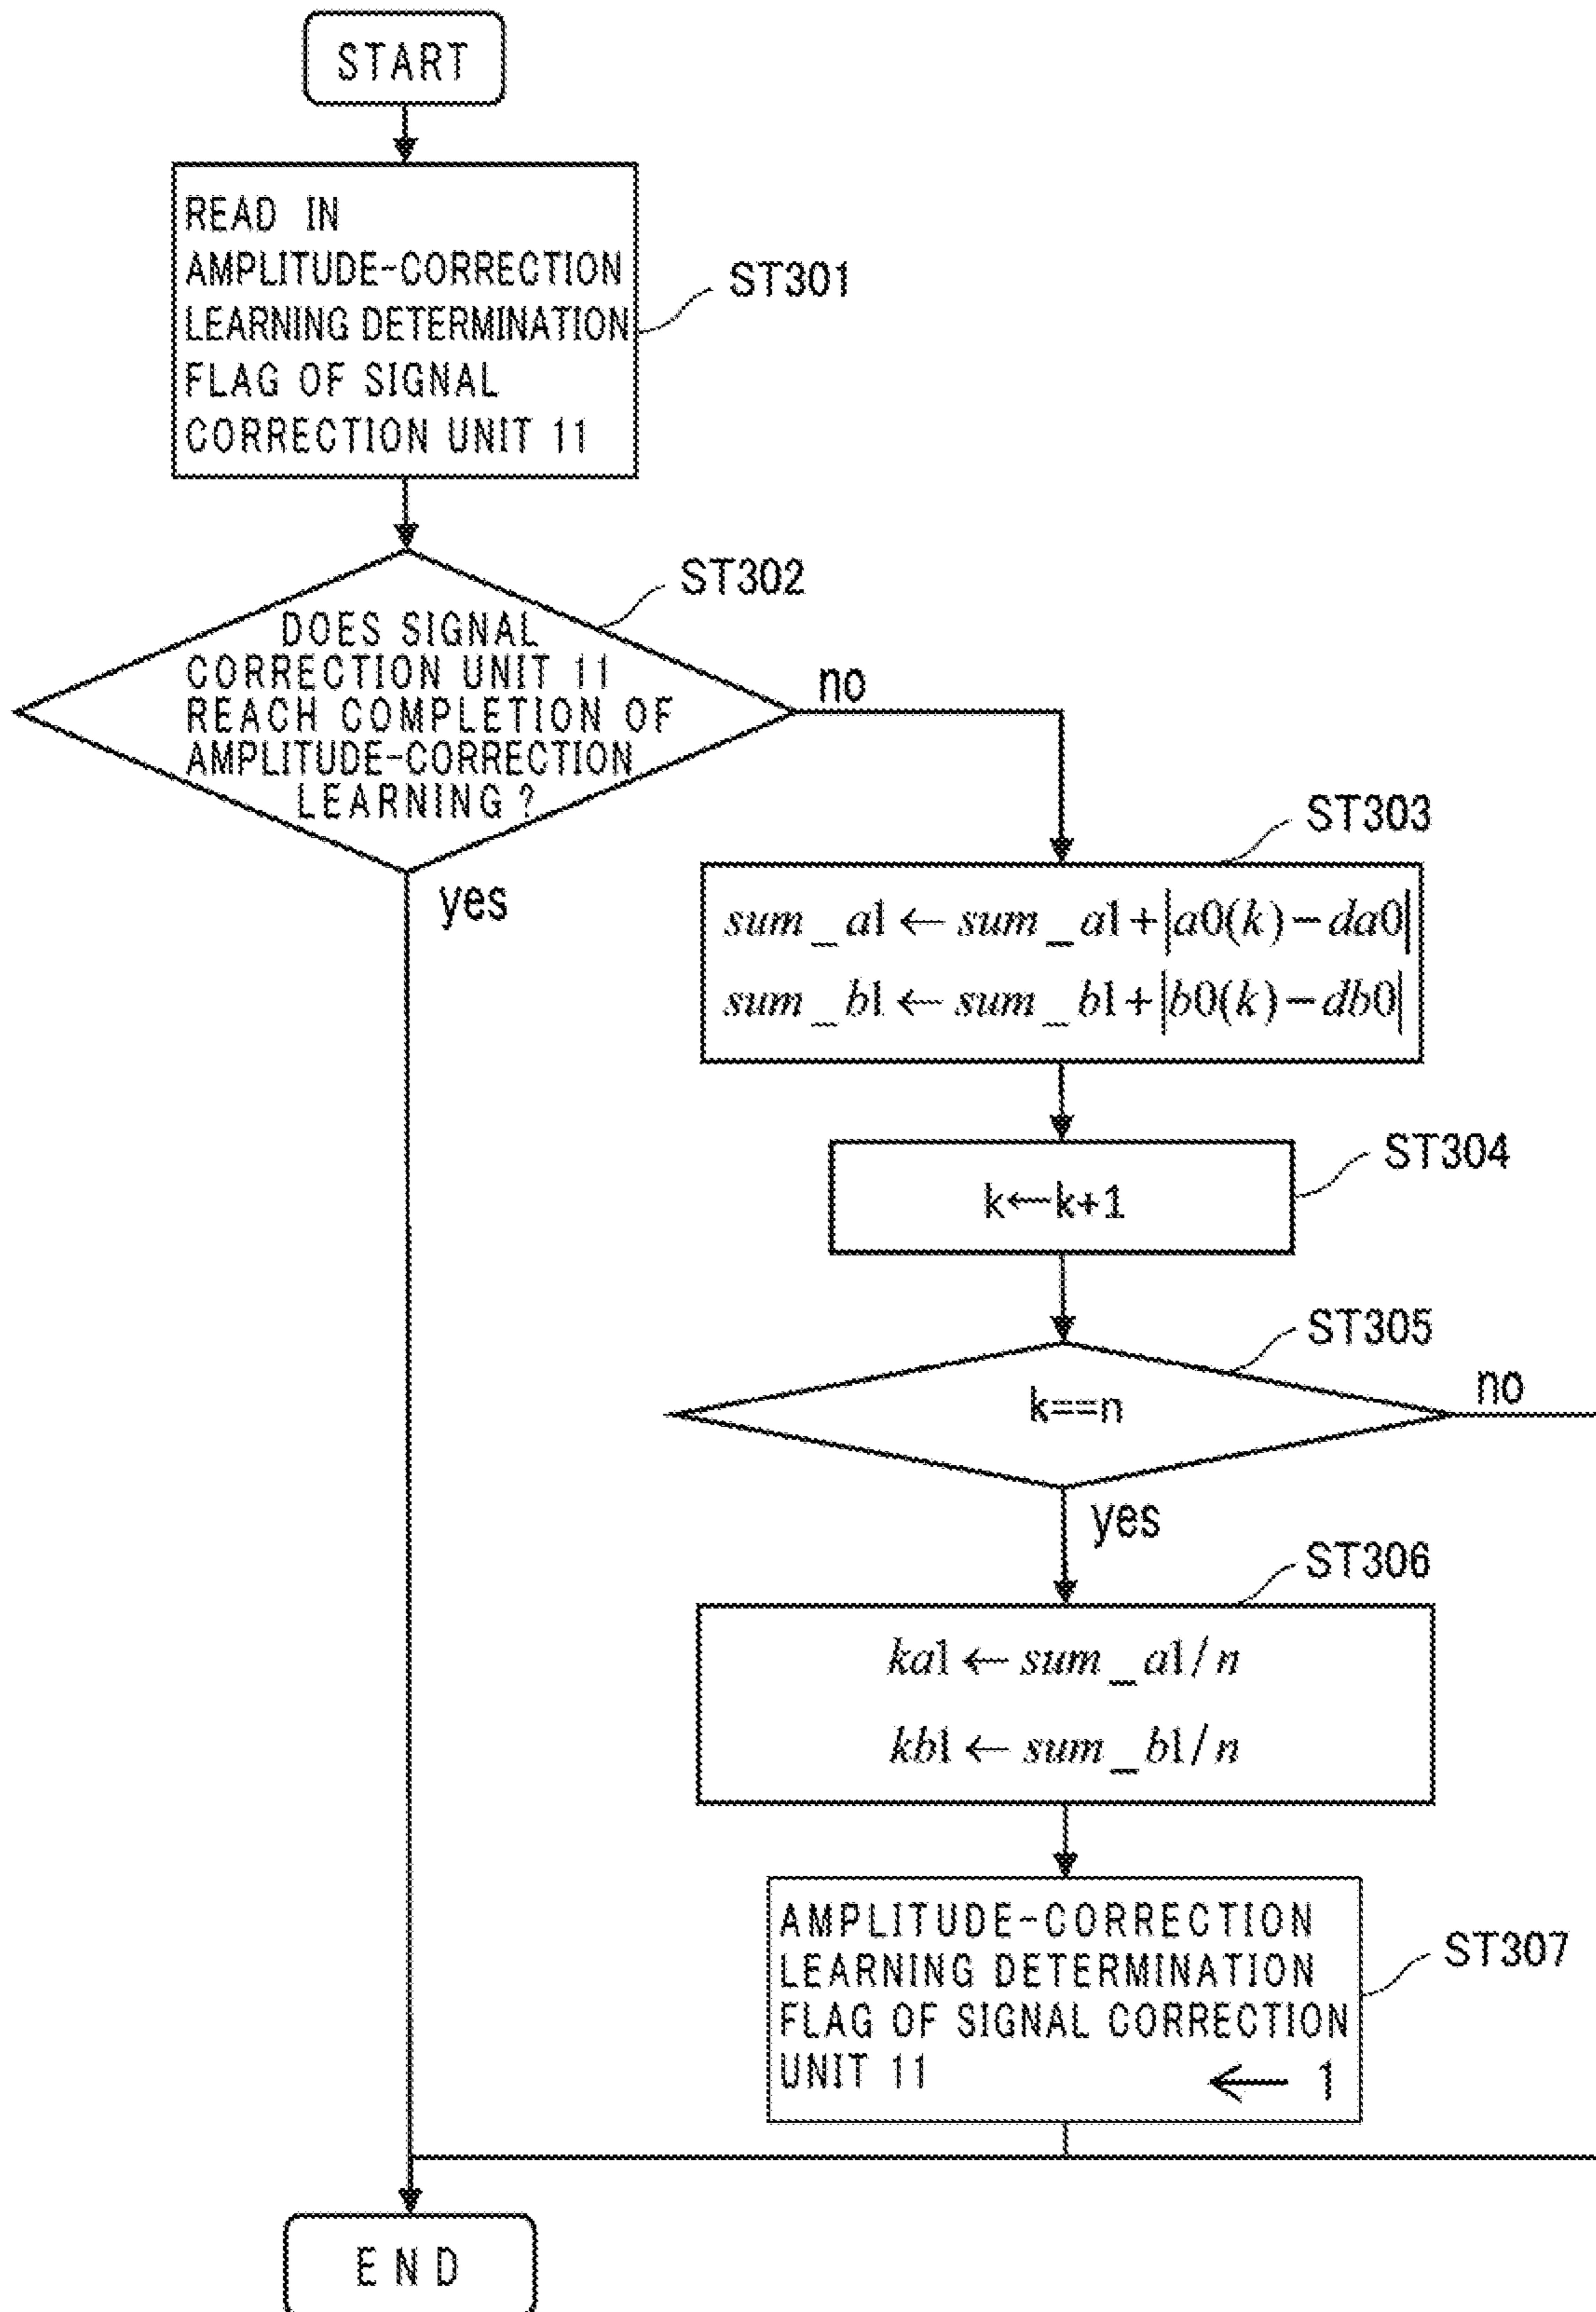 START
READ IN
AMPLITUDE-CORRECTION
LEARNING DETERMINATION
FLAG OF SIGNAL
CORRECTION UNIT 11
ST301
ST302
DOES SIGNAL
CORRECTION UNIT 11
REACH COMPLETION OF
AMPLITUDE-CORRECTION
LEARNING?
no
yes
ST303
sum_a1 ← sum_a1+|a0(k)-da0|
sum_b1 ← sum_b1+|b0(k)-db0|
ST304
k←k+1
ST305
k==n
no
yes
ST306
ka1 ← sum_a1/n
kb1 ← sum_b1/n
AMPLITUDE-CORRECTION
LEARNING DETERMINATION
FLAG OF SIGNAL CORRECTION
UNIT 11 ← 1
ST307
END